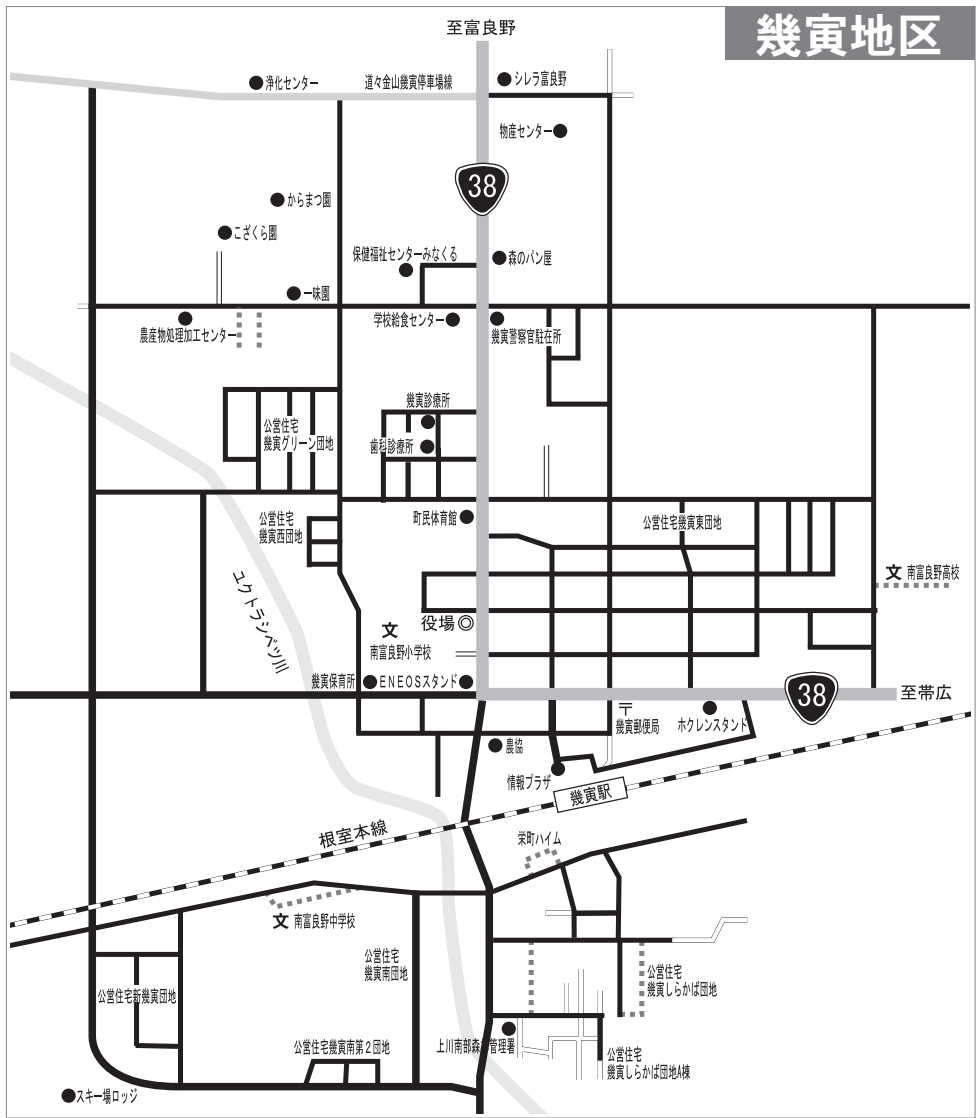 幾寅地区
至富良野
浄化センター
道々金山幾寅停車場線
シレラ富良野
物産センター
38
からまつ園
こざくら園
保健福祉センターみなくる
森のパン屋
一味園
農産物処理加工センター
学校給食センター
幾寅警察官駐在所
幾寅診療所
歯科診療所
公営住宅
幾寅グリーン団地
公営住宅
幾寅西団地
町民体育館
公営住宅幾寅東団地
文 南富良野高校
ユクトラシベツ川
役場
文
南富良野小学校
幾寅保育所
ENEOSスタンド
38
至帯広
〒
幾寅郵便局
ホクレンスタンド
農協
情報プラザ
幾寅駅
根室本線
栄町ハイム
文 南富良野中学校
公営住宅
幾寅南団地
公営住宅
幾寅しらかば団地
公営住宅新幾寅団地
公営住宅幾寅南第2団地
上川南部森林管理署
公営住宅
幾寅しらかば団地A棟
スキー場ロッジ